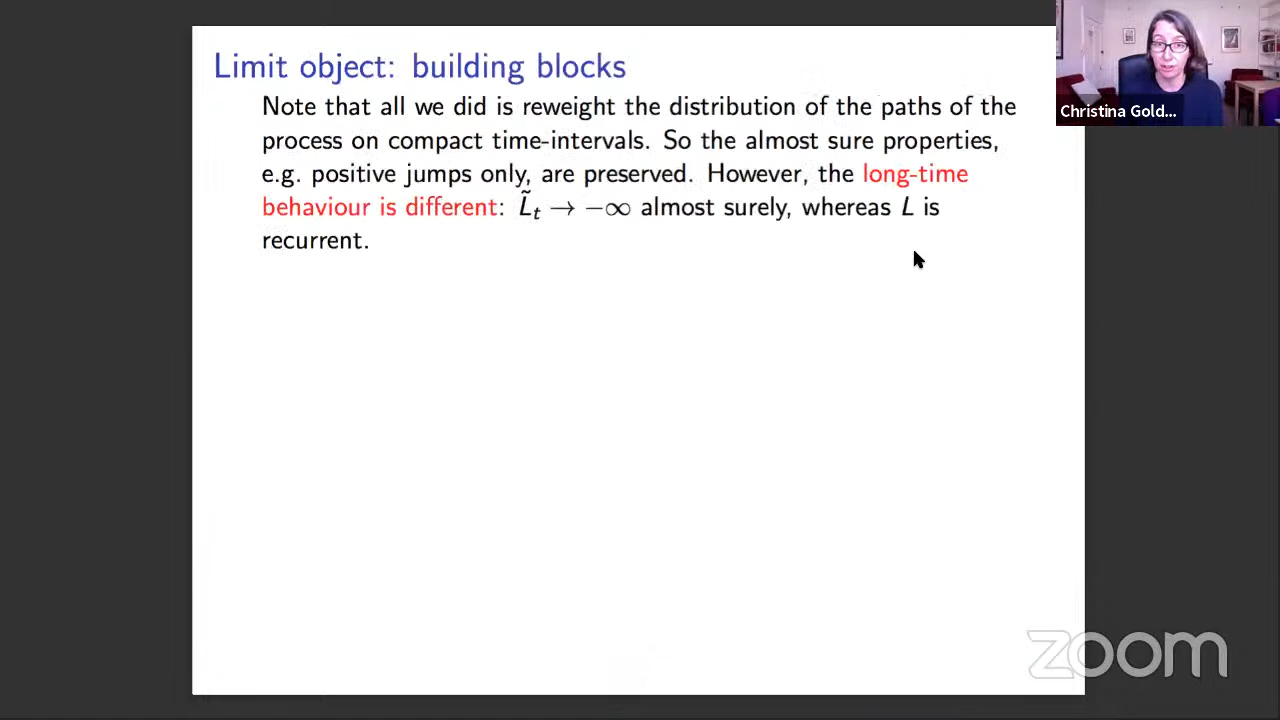 Limit object: building blocks
Note that all we did is reweight the distribution of the paths of the
process on compact time-intervals. So the almost sure properties,
e.g. positive jumps only, are preserved. However, the long-time
behaviour is different: L̃ₜ → −∞ almost surely, whereas L is
recurrent.
Christina Gold...
zoom